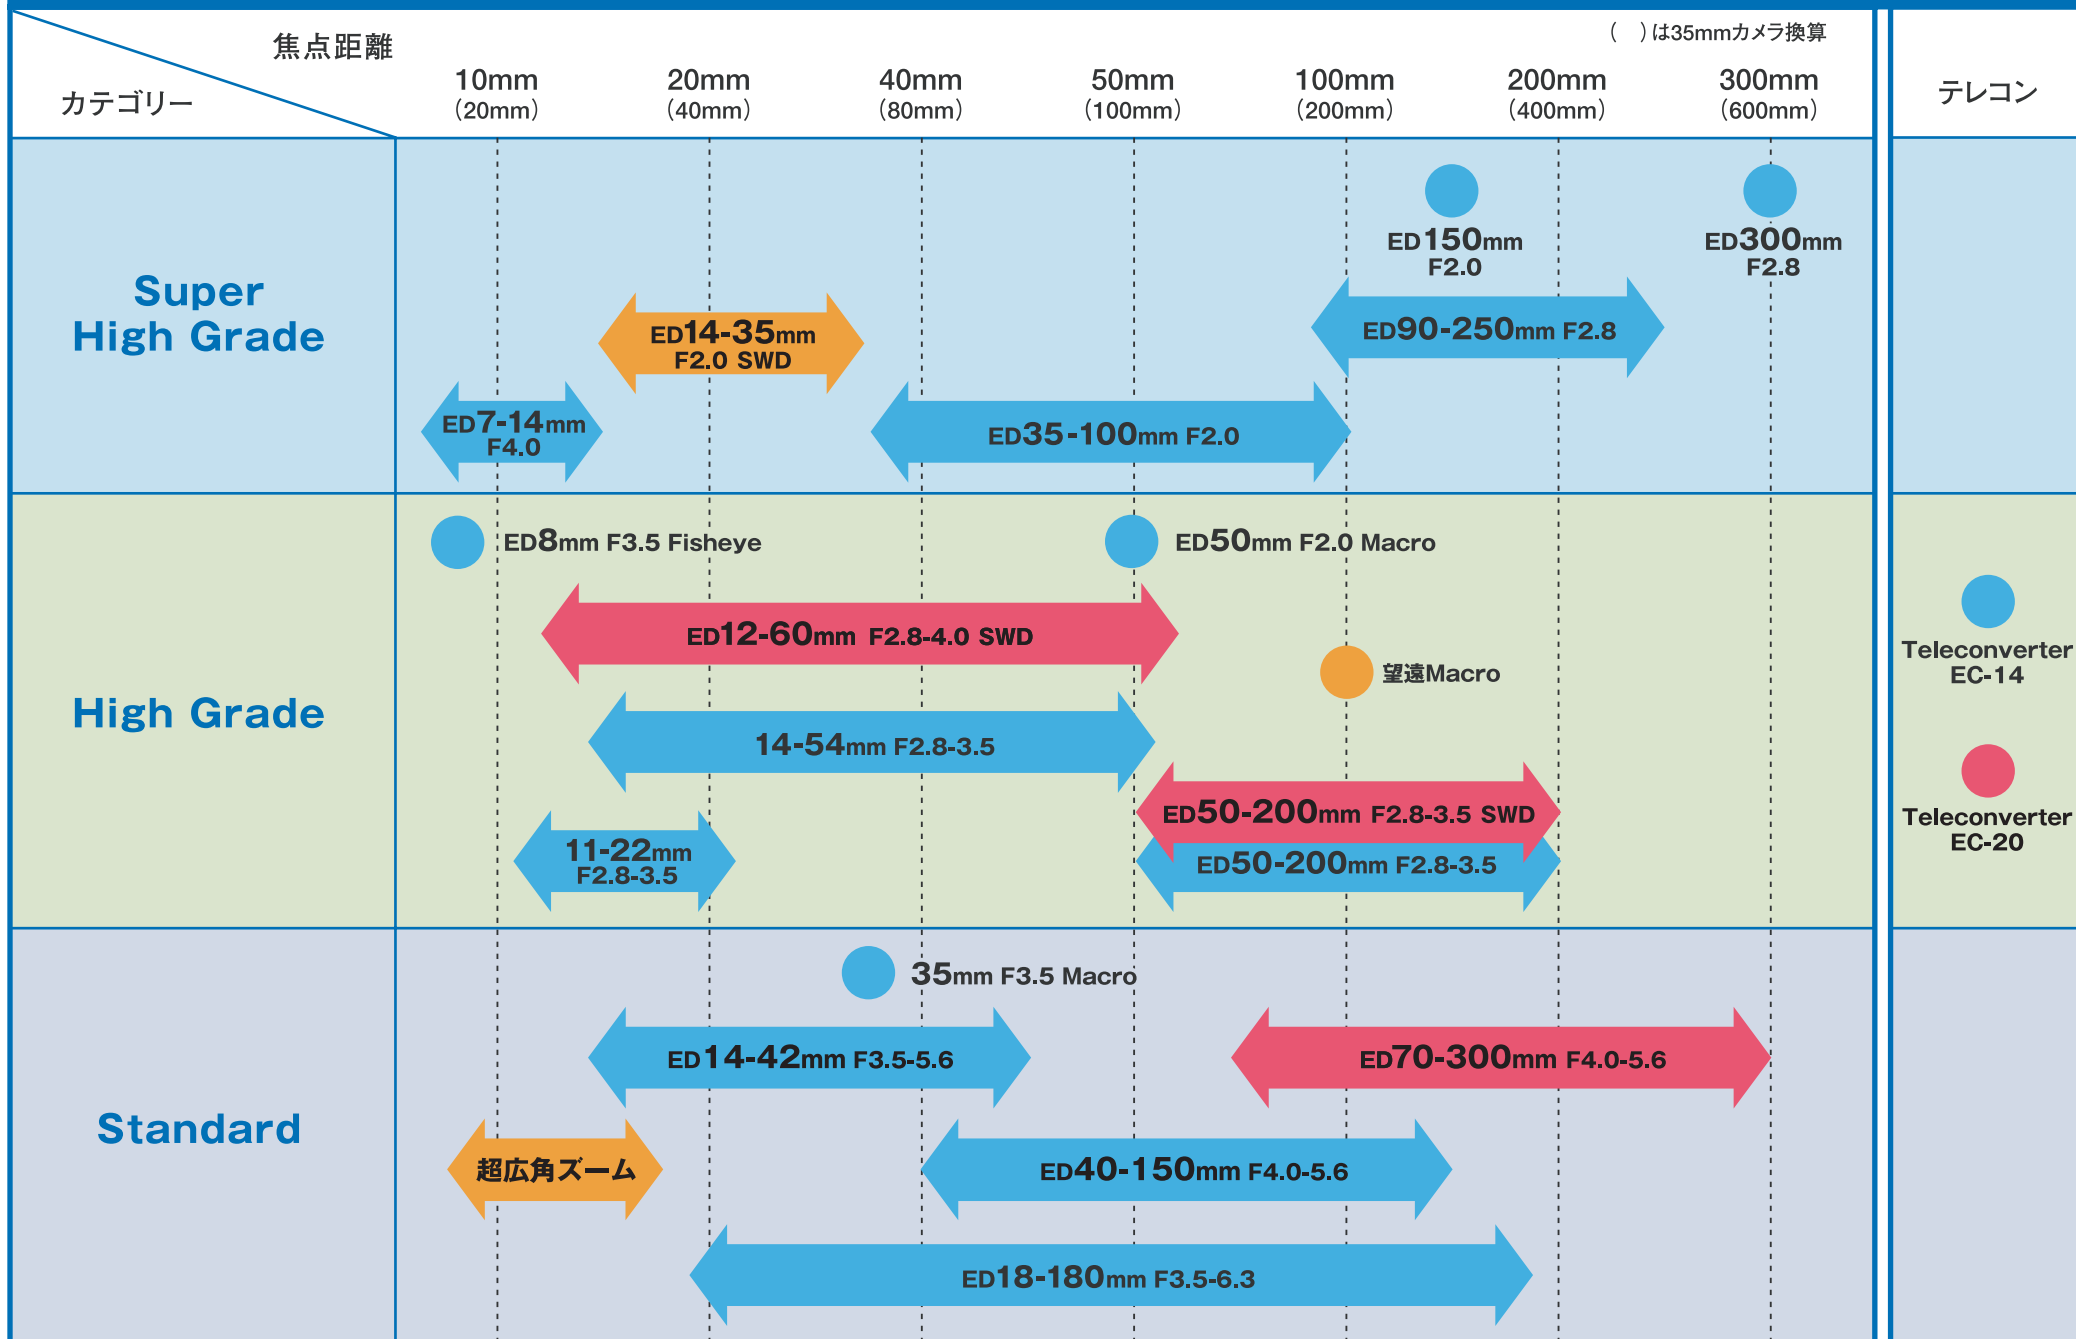 焦点距離
( )は35mmカメラ換算
カテゴリー
10mm 20mm 40mm 50mm 100mm 200mm 300mm
(20mm) (40mm) (80mm) (100mm) (200mm) (400mm) (600mm)
テレコン
Super
High Grade
ED150mm
F2.0
ED300mm
F2.8
ED14-35mm
F2.0 SWD
ED90-250mm F2.8
ED7-14mm
F4.0
ED35-100mm F2.0
High Grade
ED8mm F3.5 Fisheye
ED50mm F2.0 Macro
ED12-60mm F2.8-4.0 SWD
望遠Macro
14-54mm F2.8-3.5
ED50-200mm F2.8-3.5 SWD
11-22mm
F2.8-3.5
ED50-200mm F2.8-3.5
Teleconverter
EC-14
Teleconverter
EC-20
Standard
35mm F3.5 Macro
ED14-42mm F3.5-5.6
ED70-300mm F4.0-5.6
超広角ズーム
ED40-150mm F4.0-5.6
ED18-180mm F3.5-6.3